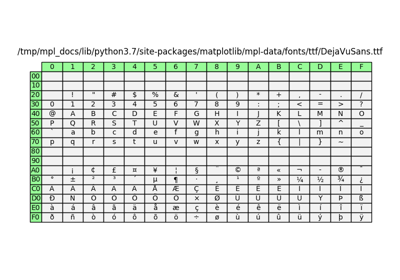 /tmp/mpl_docs/lib/python3.7/site-packages/matplotlib/mpl-data/fonts/ttf/DejaVuSans.ttf
0 1 2 3 4 5 6 7 8 9 A B C D E F
00
10
20 ! " # $ % & ' ( ) * + , - . /
30 0 1 2 3 4 5 6 7 8 9 : ; < = > ?
40 @ A B C D E F G H I J K L M N O
50 P Q R S T U V W X Y Z [ \ ] ^ _
60 ` a b c d e f g h i j k l m n o
70 p q r s t u v w x y z { | } ~
80
90
A0 ¡ ¢ £ ¤ ¥ ¦ § ¨ © ª « ¬ - ® ¯
B0 ° ± ² ³ ´ µ ¶ · ¸ ¹ º » ¼ ½ ¾ ¿
C0 À Á Â Ã Ä Å Æ Ç È É Ê Ë Ì Í Î Ï
D0 Ð Ñ Ò Ó Ô Õ Ö × Ø Ù Ú Û Ü Ý Þ ß
E0 à á â ã ä å æ ç è é ê ë ì í î ï
F0 ð ñ ò ó ô õ ö ÷ ø ù ú û ü ý þ ÿ